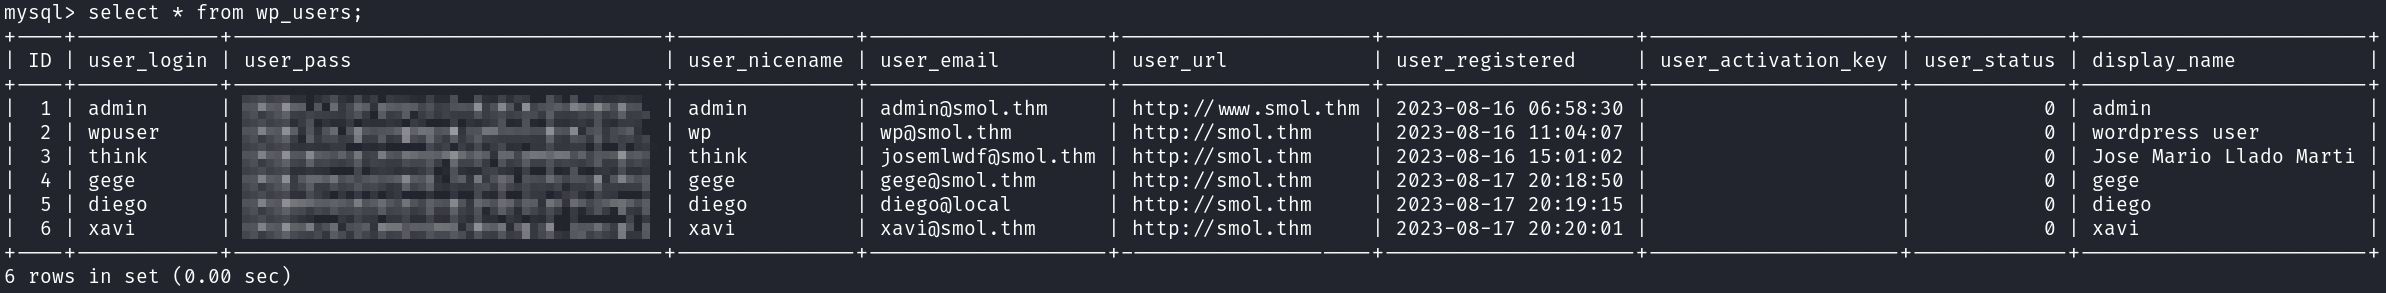 mysql> select * from wp_users;
+----+------------+------------------------------------+---------------+--------------------+---------------------+---------------------+---------------------+-------------+------------------------+
| ID | user_login | user_pass | user_nicename | user_email | user_url | user_registered | user_activation_key | user_status | display_name |
+----+------------+------------------------------------+---------------+--------------------+---------------------+---------------------+---------------------+-------------+------------------------+
| 1 | admin | | admin | admin@smol.thm | http://www.smol.thm | 2023-08-16 06:58:30 | | 0 | admin |
| 2 | wpuser | | wp | wp@smol.thm | http://smol.thm | 2023-08-16 11:04:07 | | 0 | wordpress user |
| 3 | think | | think | josemlwdf@smol.thm | http://smol.thm | 2023-08-16 15:01:02 | | 0 | Jose Mario Llado Marti |
| 4 | gege | | gege | gege@smol.thm | http://smol.thm | 2023-08-17 20:18:50 | | 0 | gege |
| 5 | diego | | diego | diego@local | http://smol.thm | 2023-08-17 20:19:15 | | 0 | diego |
| 6 | xavi | | xavi | xavi@smol.thm | http://smol.thm | 2023-08-17 20:20:01 | | 0 | xavi |
+----+------------+------------------------------------+---------------+--------------------+---------------------+---------------------+---------------------+-------------+------------------------+
6 rows in set (0.00 sec)